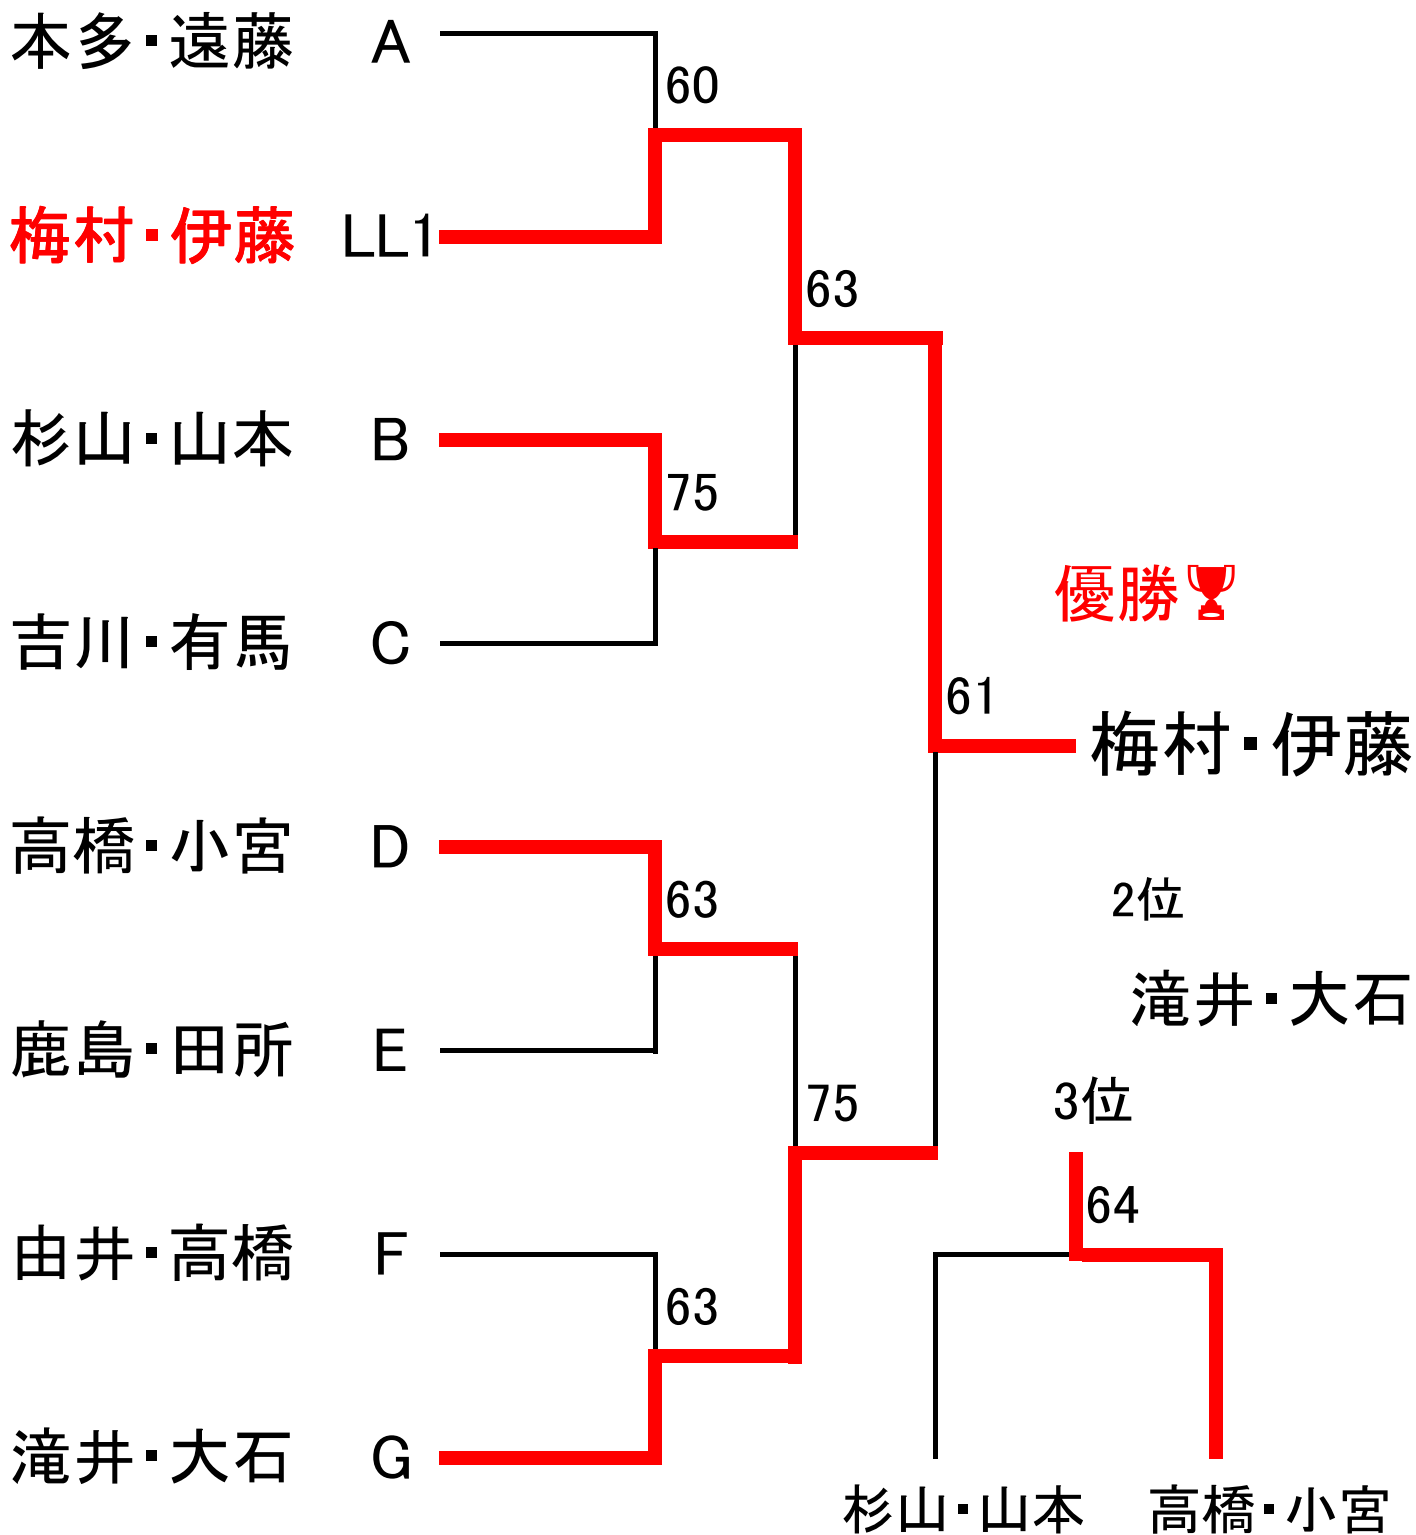 本多・遠藤 A
60
梅村・伊藤 LL1
63
杉山・山本 B
75
吉川・有馬 C
優勝🏆
61
梅村・伊藤
高橋・小宮 D
63
2位
滝井・大石
鹿島・田所 E
75
3位
64
由井・高橋 F
63
滝井・大石 G
杉山・山本 高橋・小宮